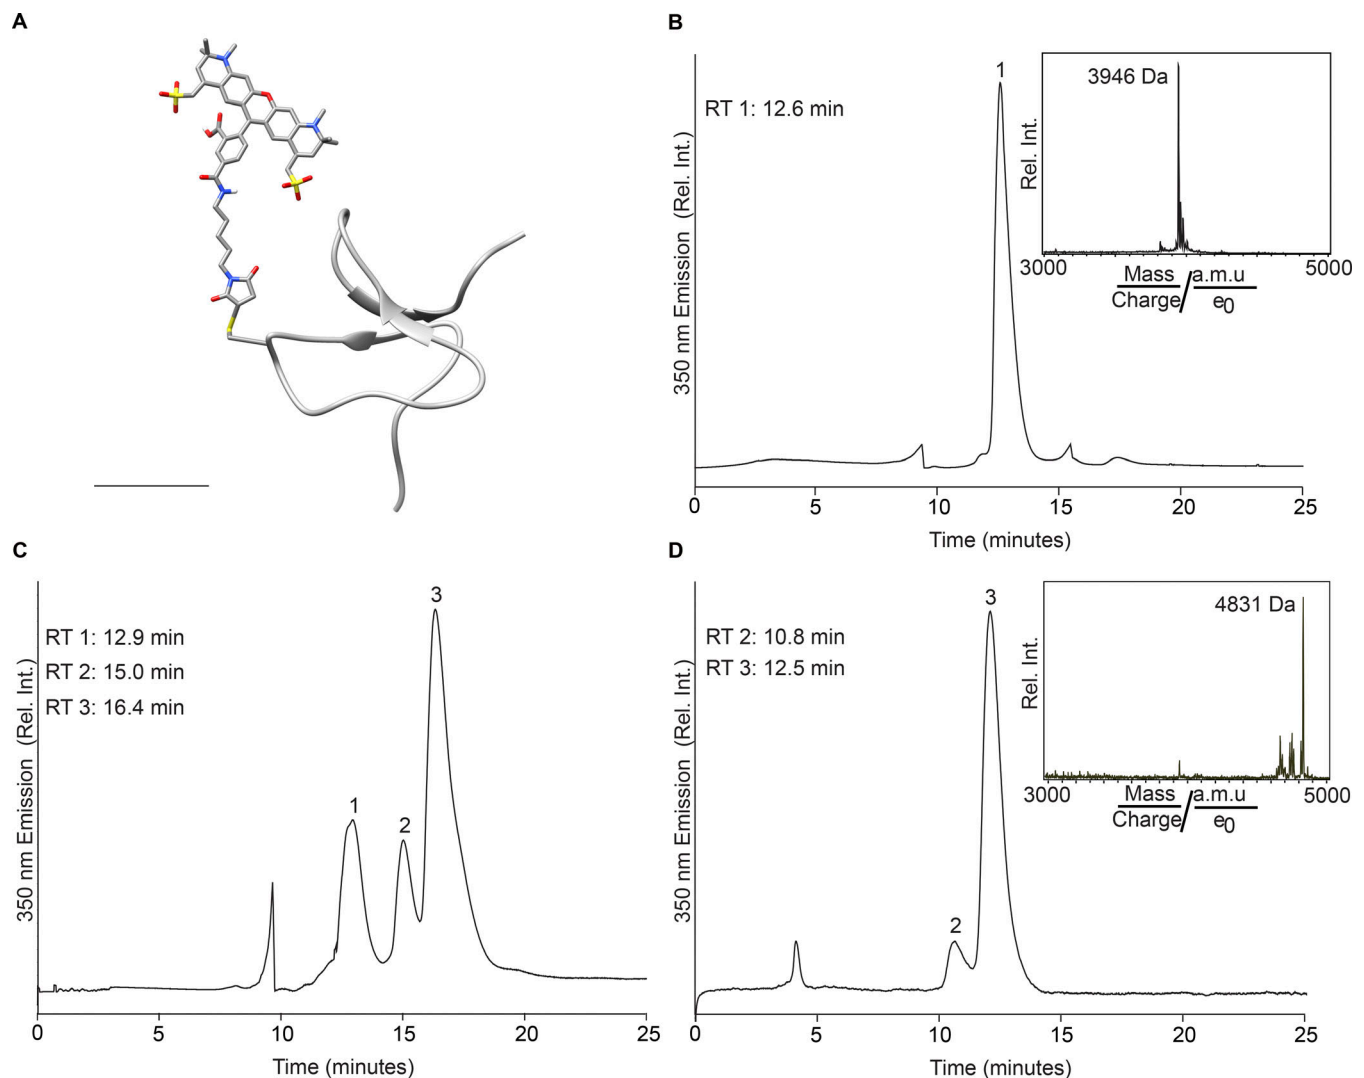 A
B
350 nm Emission (Rel. Int.)
RT 1: 12.6 min
1
Rel. Int.
3946 Da
3000
5000
Mass / a.m.u
Charge / e0
0
5
10
15
20
25
Time (minutes)
C
350 nm Emission (Rel. Int.)
RT 1: 12.9 min
RT 2: 15.0 min
RT 3: 16.4 min
1
2
3
0
5
10
15
20
25
Time (minutes)
D
350 nm Emission (Rel. Int.)
RT 2: 10.8 min
RT 3: 12.5 min
2
3
Rel. Int.
4831 Da
3000
5000
Mass / a.m.u
Charge / e0
0
5
10
15
20
25
Time (minutes)